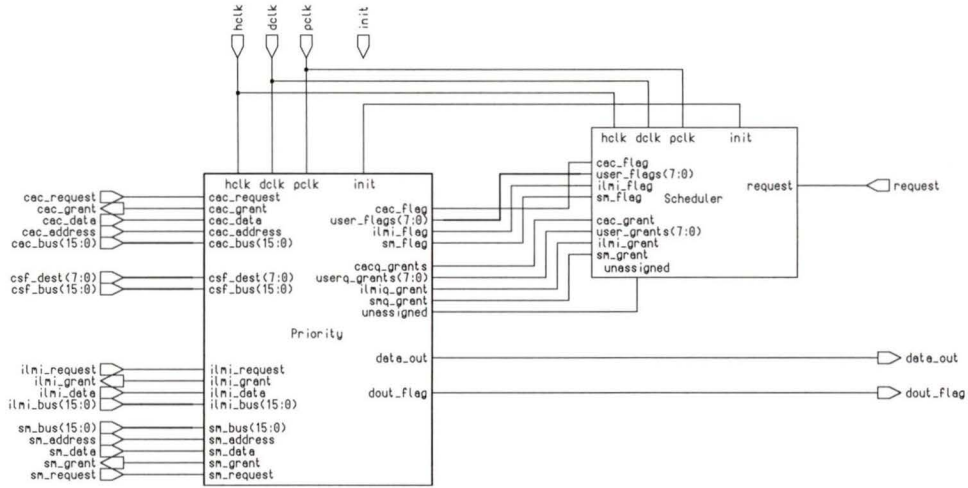 hclk dclk pclk init
hclk dclk pclk init
cac_flag
user_flags(7:0)
ilmi_flag
sm_flag
Scheduler
request
request
cac_grant
user_grants(7:0)
ilmi_grant
sm_grant
unassigned
hclk dclk pclk init
cac_request cac_request
cac_grant cac_grant
cac_data cac_data
cac_address cac_address
cac_bus(15:0) cac_bus(15:0)
cac_flag
user_flags(7:0)
ilmi_flag
sm_flag
csf_dest(7:0) csf_dest(7:0)
csf_bus(15:0) csf_bus(15:0)
cacq_grants
userq_grants(7:0)
ilmiq_grant
smq_grant
unassigned
Priority
data_out data_out
dout_flag dout_flag
ilmi_request ilmi_request
ilmi_grant ilmi_grant
ilmi_data ilmi_data
ilmi_bus(15:0) ilmi_bus(15:0)
sm_bus(15:0) sm_bus(15:0)
sm_address sm_address
sm_data sm_data
sm_grant sm_grant
sm_request sm_request